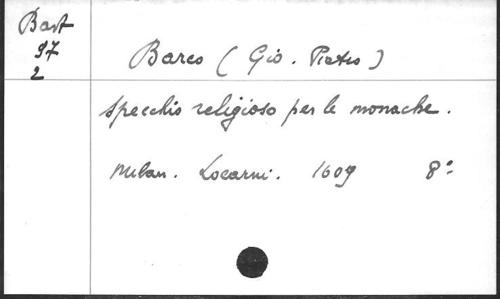 Bart
97
2
Barco (Gio. Pietro)
Specchio religioso per le monache.
Milan. Locarni. 1609 8°